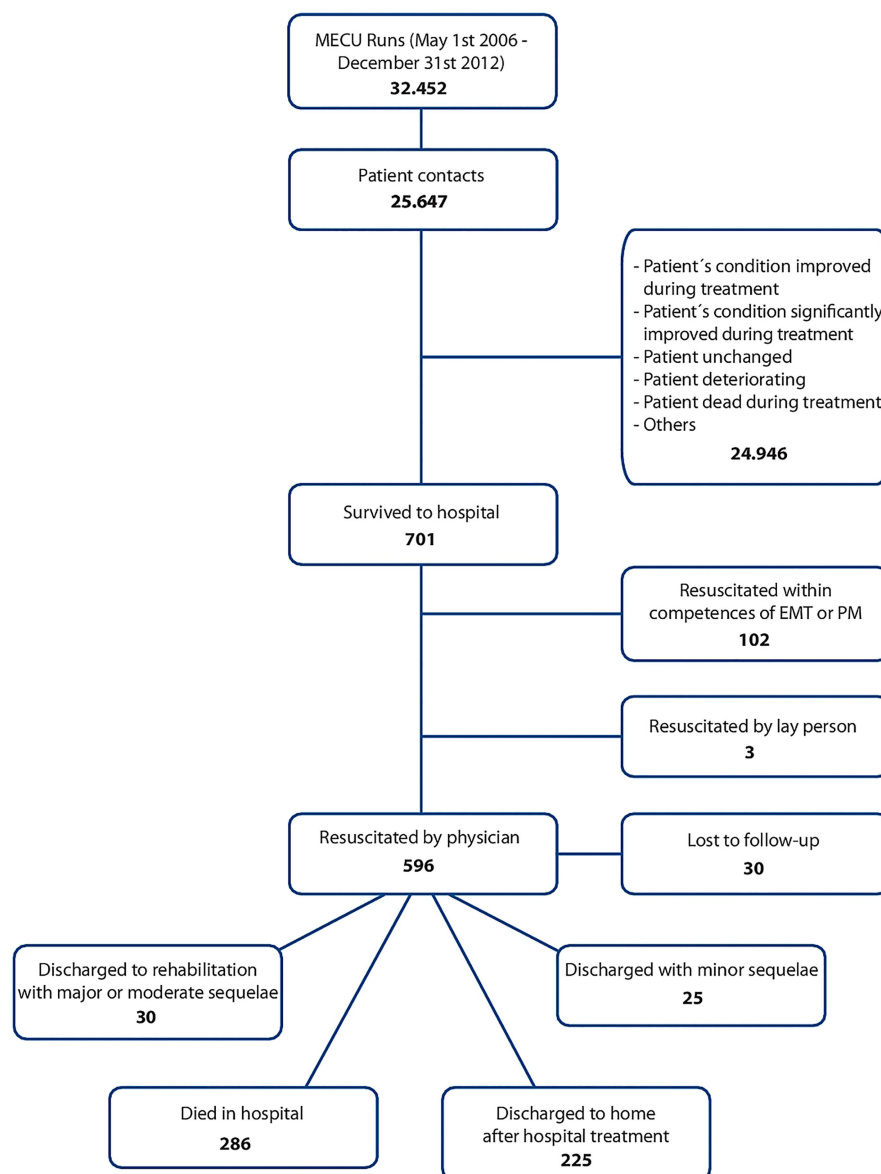 MECU Runs (May 1st 2006 -
December 31st 2012)
32.452
Patient contacts
25.647
- Patient´s condition improved
during treatment
- Patient´s condition significantly
improved during treatment
- Patient unchanged
- Patient deteriorating
- Patient dead during treatment
- Others
24.946
Survived to hospital
701
Resuscitated within
competences of EMT or PM
102
Resuscitated by lay person
3
Resuscitated by physician
596
Lost to follow-up
30
Discharged to rehabilitation
with major or moderate sequelae
30
Discharged with minor sequelae
25
Died in hospital
286
Discharged to home
after hospital treatment
225